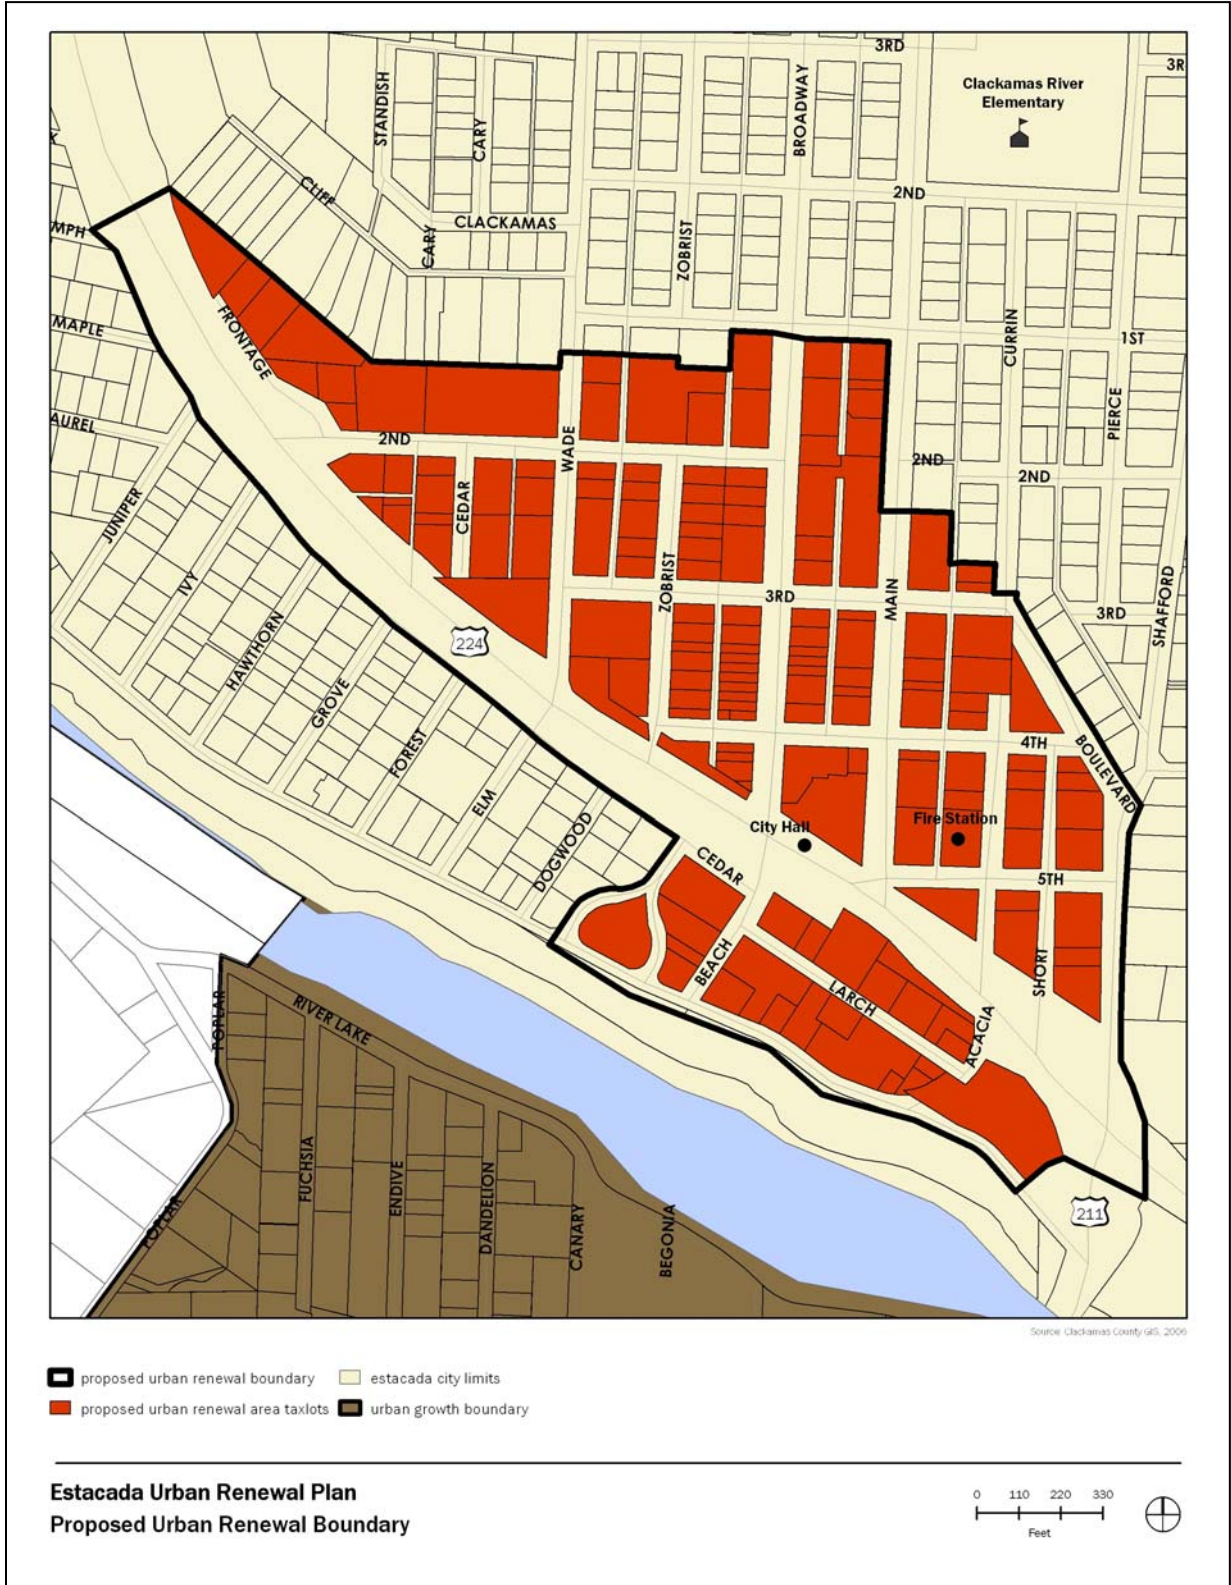 3RD
3R
Clackamas River
Elementary
STANDISH
CARY
BROADWAY
2ND
CLIFF
CLACKAMAS
CARY
ZOBRIST
MPH
MAPLE
FRONTAGE
CURRIN
1ST
PIERCE
AUREL
2ND
WADE
2ND
2ND
JUNIPER
CEDAR
IVY
ZOBRIST
3RD
MAIN
3RD
SHAFFORD
HAWTHORN
224
GROVE
FOREST
4TH
BOULEVARD
ELM
City Hall
Fire Station
DOGWOOD
CEDAR
5TH
BEACH
SHORT
LARCH
ACACIA
POPLAR
RIVER LAKE
FUCHSIA
ENDIVE
DANDELION
CANARY
BEGONIA
POPLAR
211
Source: Clackamas County GIS, 2006
proposed urban renewal boundary
estacada city limits
proposed urban renewal area taxlots
urban growth boundary
Estacada Urban Renewal Plan
Proposed Urban Renewal Boundary
0 110 220 330
Feet